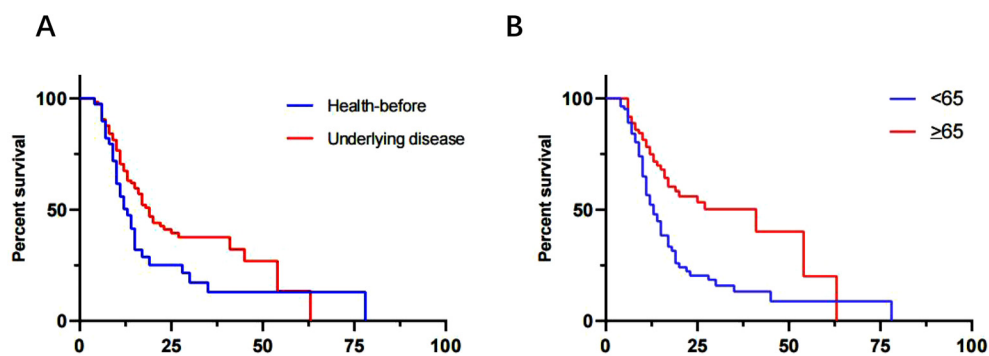 A
B
Percent survival
100
50
0
0 25 50 75 100
Health-before
Underlying disease
Percent survival
100
50
0
0 25 50 75 100
<65
≥65